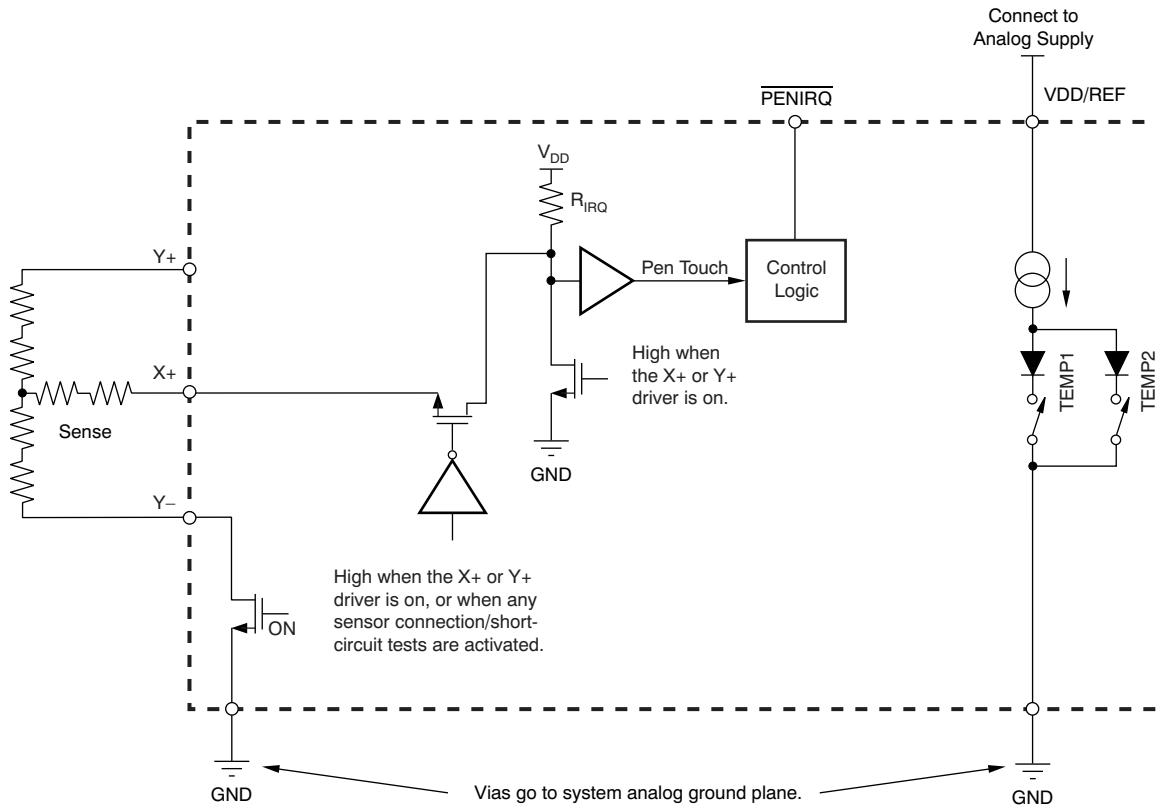 Connect to
Analog Supply
PENIRQ
VDD/REF
VDD
RIRQ
Y+
Pen Touch
Control
Logic
High when
the X+ or Y+
driver is on.
TEMP1
TEMP2
X+
Sense
GND
Y−
High when the X+ or Y+
driver is on, or when any
sensor connection/short-
circuit tests are activated.
ON
GND
Vias go to system analog ground plane.
GND